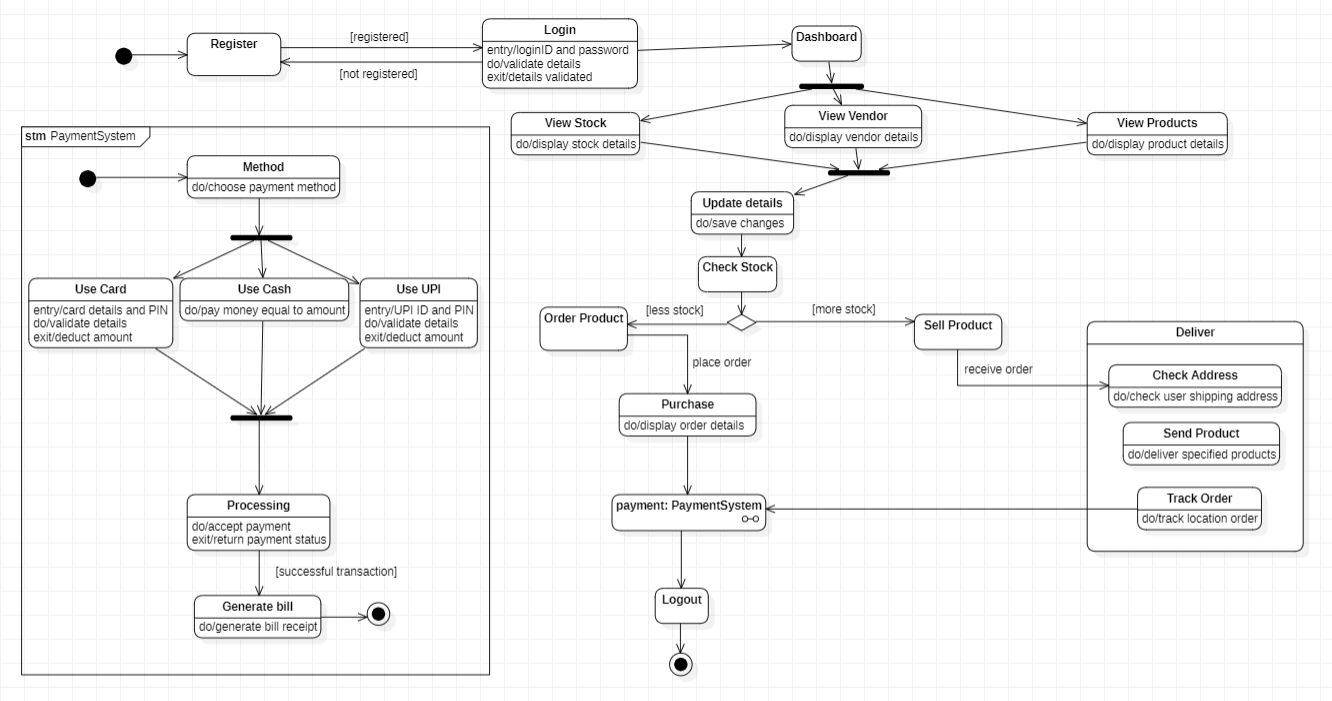 Register
[registered]
[not registered]
Login
entry/loginID and password
do/validate details
exit/details validated
Dashboard
View Stock
do/display stock details
View Vendor
do/display vendor details
View Products
do/display product details
Update details
do/save changes
Check Stock
[less stock]
[more stock]
Order Product
place order
Sell Product
receive order
Purchase
do/display order details
payment: PaymentSystem
Logout
Deliver
Check Address
do/check user shipping address
Send Product
do/deliver specified products
Track Order
do/track location order
stm PaymentSystem
Method
do/choose payment method
Use Card
entry/card details and PIN
do/validate details
exit/deduct amount
Use Cash
do/pay money equal to amount
Use UPI
entry/UPI ID and PIN
do/validate details
exit/deduct amount
Processing
do/accept payment
exit/return payment status
[successful transaction]
Generate bill
do/generate bill receipt